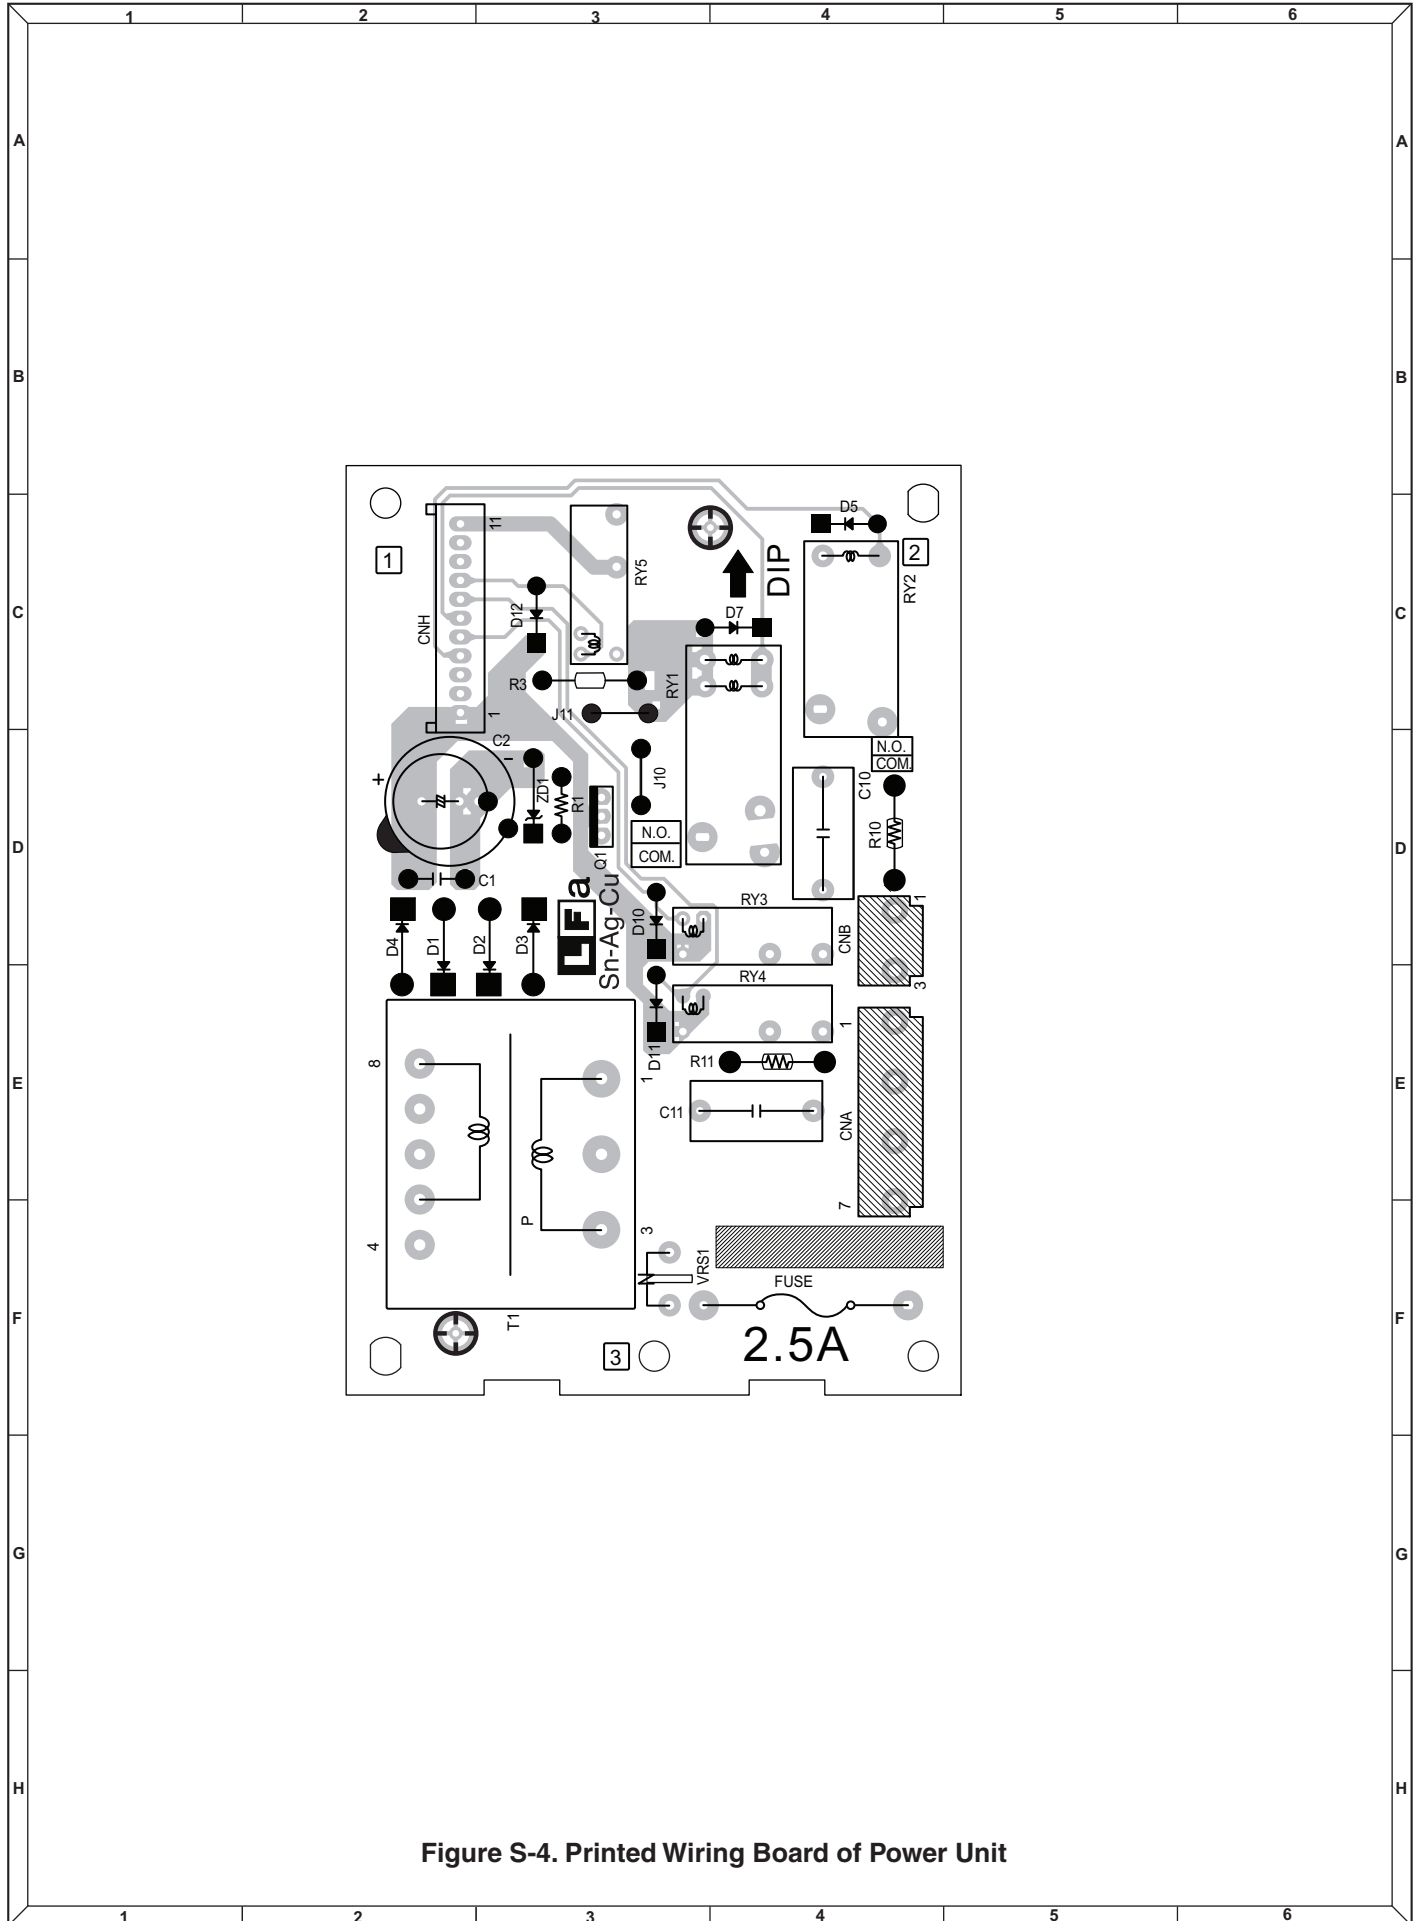 1 2 3 4 5 6
A A
B B
D5
11
1 2
DIP
RY5
RY2
C C
D12
D7
CNH
R3
RY1
J11
1
C2
N.O.
COM.
+ -
ZD1
R1
J10
C10
N.O.
COM.
R10
D D
Q1
C1
LFa
Sn-Ag-Cu
RY3
1
D4
D1
D2
D3
D10
CNB
RY4
3
1
D11
8
R11
1
E E
C11
CNA
7
P
3
4
VRS1
FUSE
T1
F F
2.5A
3
G G
H H
Figure S-4. Printed Wiring Board of Power Unit
1 2 3 4 5 6